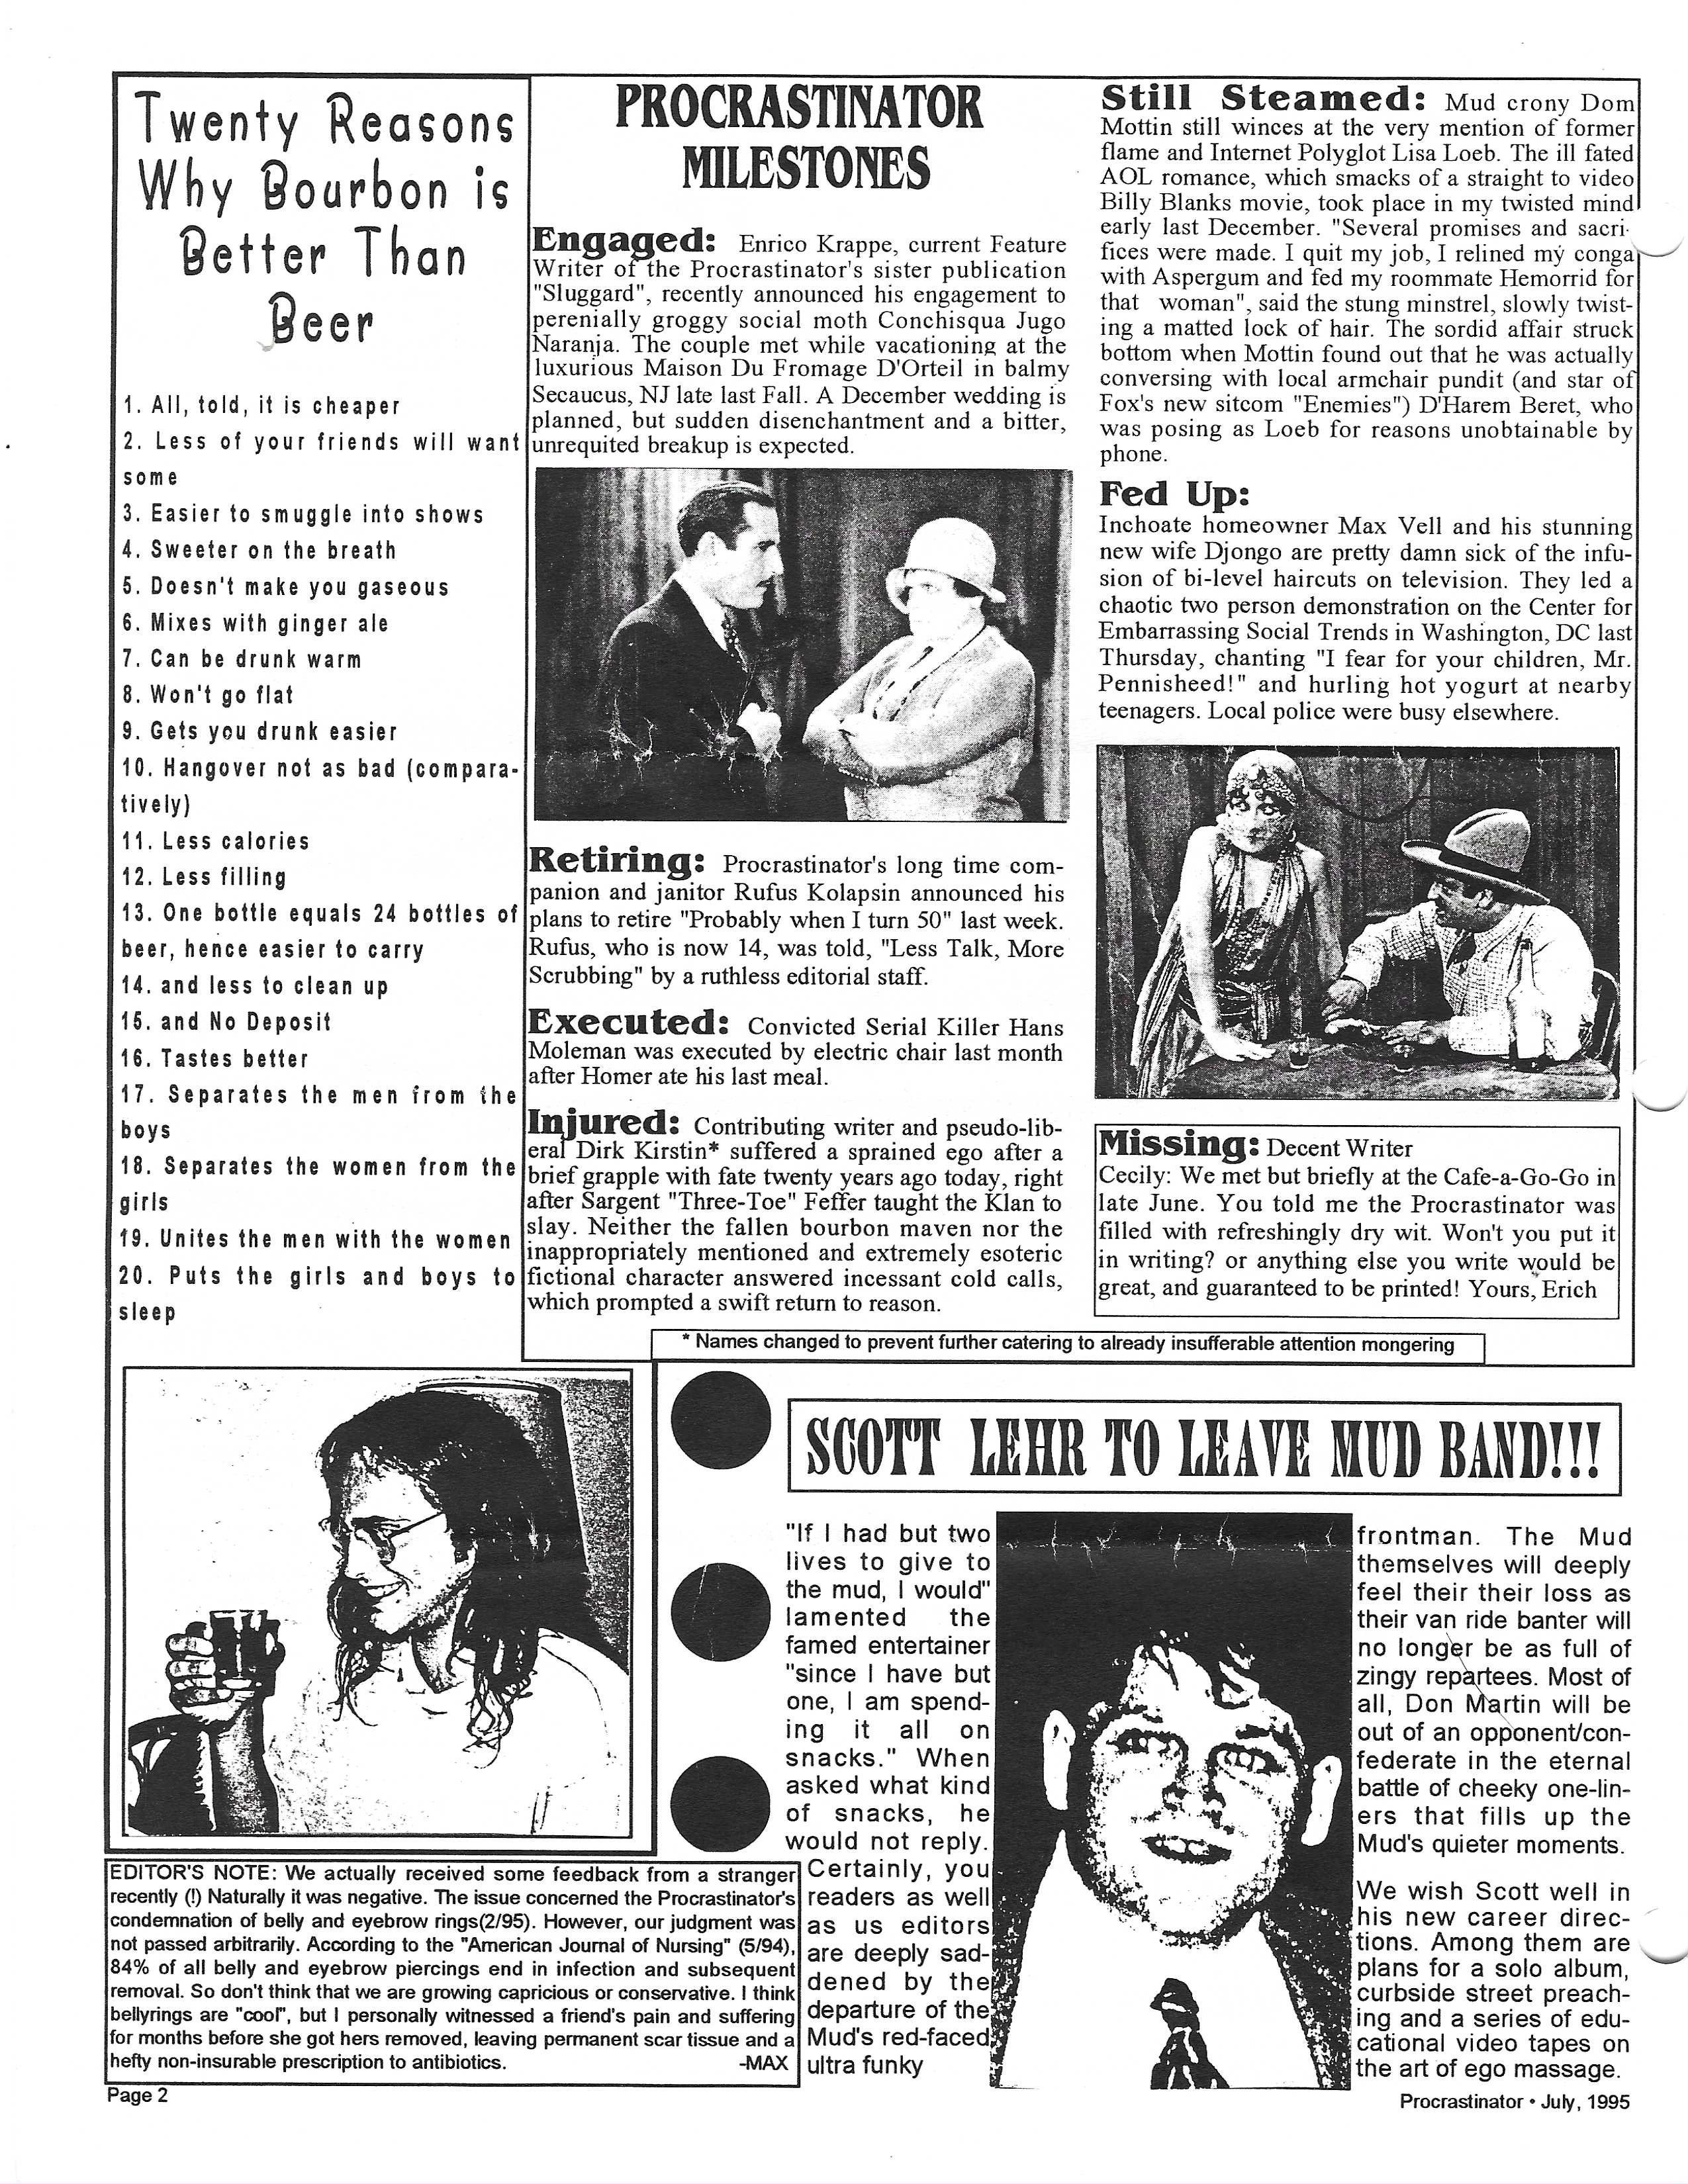 Twenty Reasons
Why Bourbon is
Better Than
Beer
1. All, told, it is cheaper
2. Less of your friends will want
some
3. Easier to smuggle into shows
4. Sweeter on the breath
5. Doesn't make you gaseous
6. Mixes with ginger ale
7. Can be drunk warm
8. Won't go flat
9. Gets you drunk easier
10. Hangover not as bad (compara-
tively)
11. Less calories
12. Less filling
13. One bottle equals 24 bottles of
beer, hence easier to carry
14. and less to clean up
15. and No Deposit
16. Tastes better
17. Separates the men from the
boys
18. Separates the women from the
girls
19. Unites the men with the women
20. Puts the girls and boys to
sleep
PROCRASTINATOR
MILESTONES
Engaged: Enrico Krappe, current Feature
Writer of the Procrastinator's sister publication
"Sluggard", recently announced his engagement to
perenially groggy social moth Conchisqua Jugo
Naranja. The couple met while vacationing at the
luxurious Maison Du Fromage D'Orteil in balmy
Secaucus, NJ late last Fall. A December wedding is
planned, but sudden disenchantment and a bitter,
unrequited breakup is expected.
Retiring: Procrastinator's long time com-
panion and janitor Rufus Kolapsin announced his
plans to retire "Probably when I turn 50" last week.
Rufus, who is now 14, was told, "Less Talk, More
Scrubbing" by a ruthless editorial staff.
Executed: Convicted Serial Killer Hans
Moleman was executed by electric chair last month
after Homer ate his last meal.
Injured: Contributing writer and pseudo-lib-
eral Dirk Kirstin* suffered a sprained ego after a
brief grapple with fate twenty years ago today, right
after Sargent "Three-Toe" Feffer taught the Klan to
slay. Neither the fallen bourbon maven nor the
inappropriately mentioned and extremely esoteric
fictional character answered incessant cold calls,
which prompted a swift return to reason.
Still Steamed: Mud crony Dom
Mottin still winces at the very mention of former
flame and Internet Polyglot Lisa Loeb. The ill fated
AOL romance, which smacks of a straight to video
Billy Blanks movie, took place in my twisted mind
early last December. "Several promises and sacri-
fices were made. I quit my job, I relined my conga
with Aspergum and fed my roommate Hemorrid for
that woman", said the stung minstrel, slowly twist-
ing a matted lock of hair. The sordid affair struck
bottom when Mottin found out that he was actually
conversing with local armchair pundit (and star of
Fox's new sitcom "Enemies") D'Harem Beret, who
was posing as Loeb for reasons unobtainable by
phone.
Fed Up:
Inchoate homeowner Max Vell and his stunning
new wife Djongo are pretty damn sick of the infu-
sion of bi-level haircuts on television. They led a
chaotic two person demonstration on the Center for
Embarrassing Social Trends in Washington, DC last
Thursday, chanting "I fear for your children, Mr.
Pennisheed!" and hurling hot yogurt at nearby
teenagers. Local police were busy elsewhere.
Missing: Decent Writer
Cecily: We met but briefly at the Cafe-a-Go-Go in
late June. You told me the Procrastinator was
filled with refreshingly dry wit. Won't you put it
in writing? or anything else you write would be
great, and guaranteed to be printed! Yours, Erich
* Names changed to prevent further catering to already insufferable attention mongering
SCOTT LEHR TO LEAVE MUD BAND!!!
"If I had but two
lives to give to
the mud, I would"
lamented the
famed entertainer
"since I have but
one, I am spend-
ing it all on
snacks." When
asked what kind
of snacks, he
would not reply.
Certainly, you
readers as well
as us editors
are deeply sad-
dened by the
departure of the
Mud's red-faced
ultra funky
frontman. The Mud
themselves will deeply
feel their their loss as
their van ride banter will
no longer be as full of
zingy repartees. Most of
all, Don Martin will be
out of an opponent/con-
federate in the eternal
battle of cheeky one-lin-
ers that fills up the
Mud's quieter moments.
We wish Scott well in
his new career direc-
tions. Among them are
plans for a solo album,
curbside street preach-
ing and a series of edu-
cational video tapes on
the art of ego massage.
EDITOR'S NOTE: We actually received some feedback from a stranger
recently (!) Naturally it was negative. The issue concerned the Procrastinator's
condemnation of belly and eyebrow rings(2/95). However, our judgment was
not passed arbitrarily. According to the "American Journal of Nursing" (5/94),
84% of all belly and eyebrow piercings end in infection and subsequent
removal. So don't think that we are growing capricious or conservative. I think
bellyrings are "cool", but I personally witnessed a friend's pain and suffering
for months before she got hers removed, leaving permanent scar tissue and a
hefty non-insurable prescription to antibiotics. -MAX
Page 2
Procrastinator • July, 1995